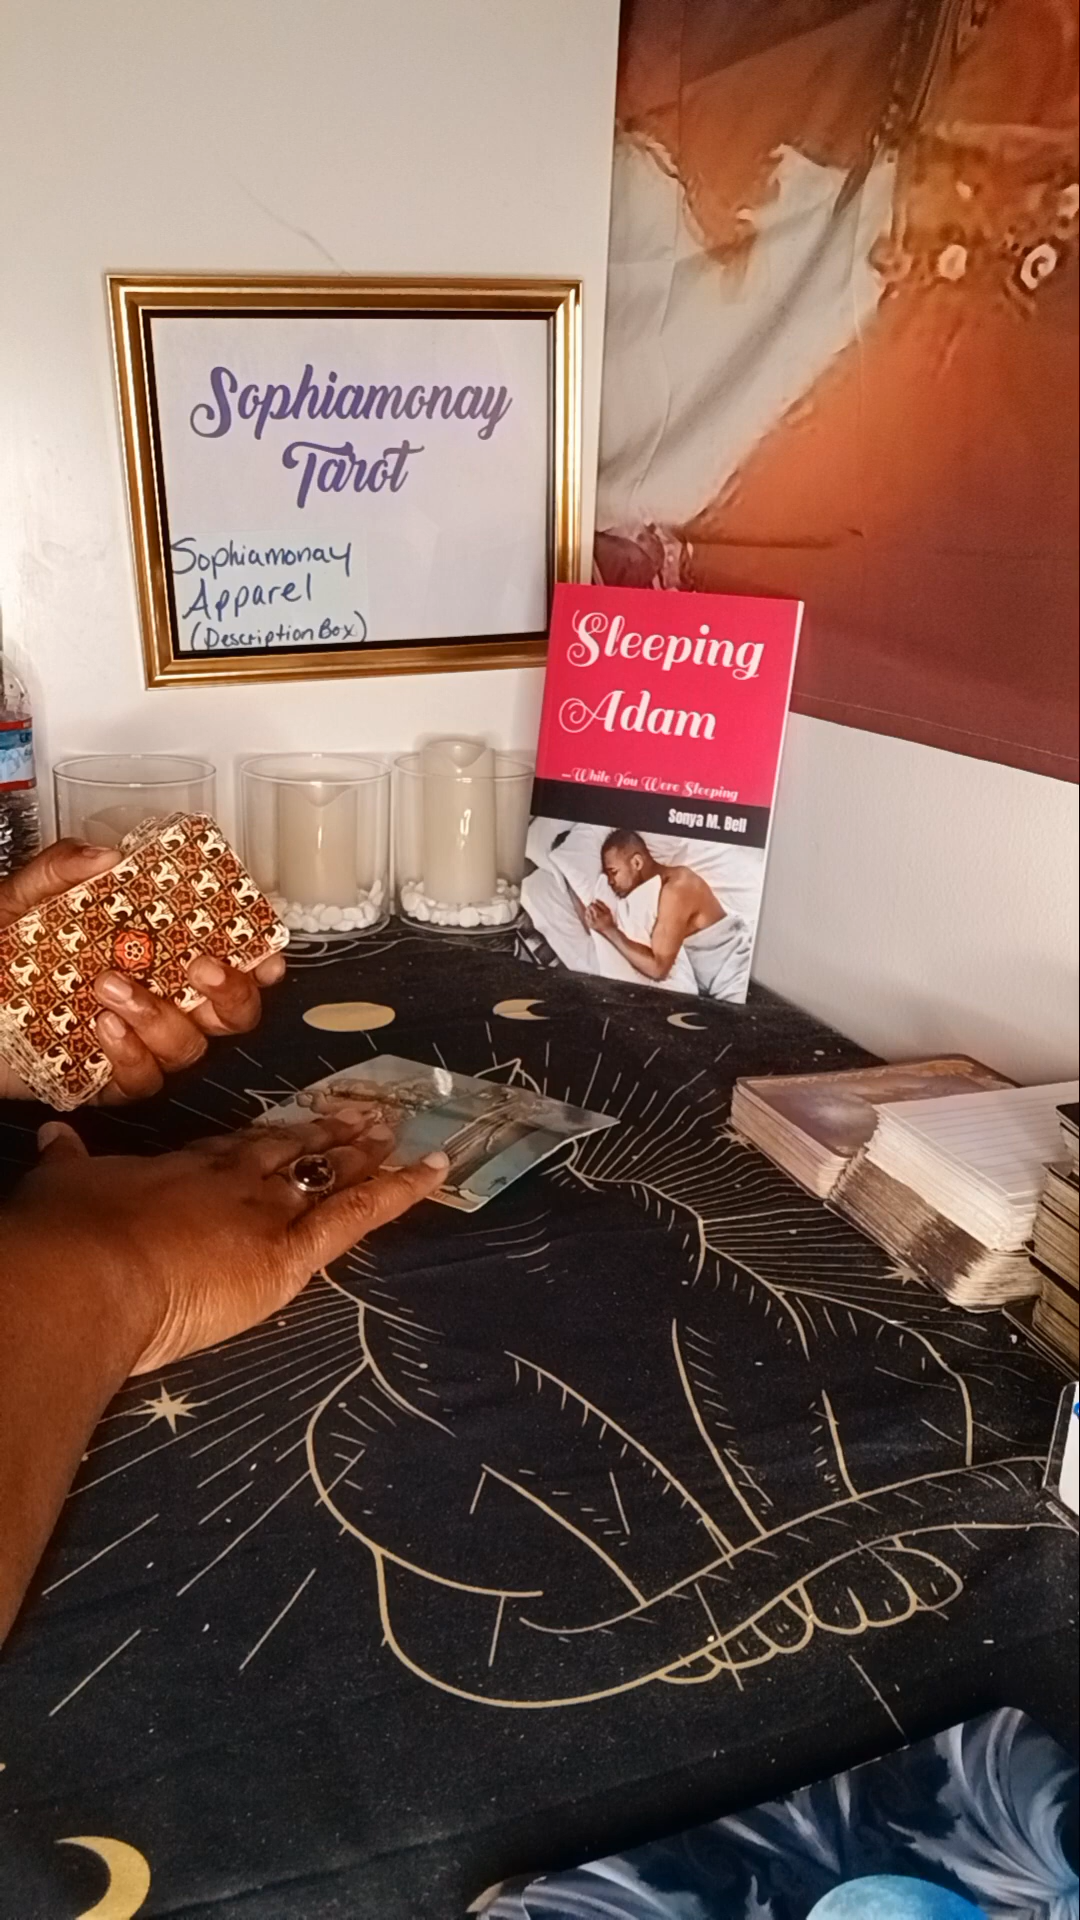 Sophiamonay
Tarot
Sophiamonay
Apparel
(Description Box)
Sleeping
Adam
...While You Were Sleeping
Sonya M. Bell